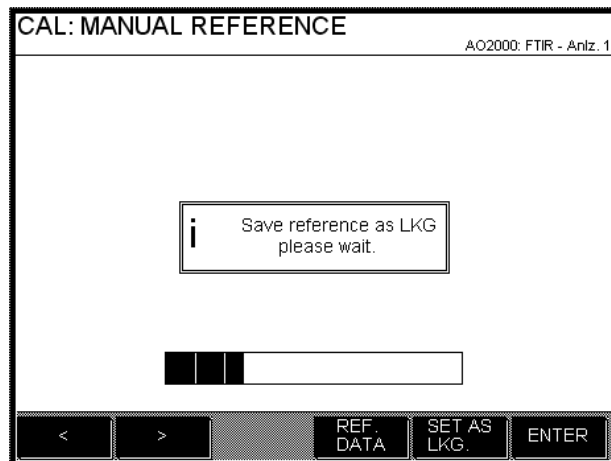 CAL: MANUAL REFERENCE
AO2000: FTIR - Anlz. 1
i
Save reference as LKG
please wait.
<
>
REF.
DATA
SET AS
LKG.
ENTER